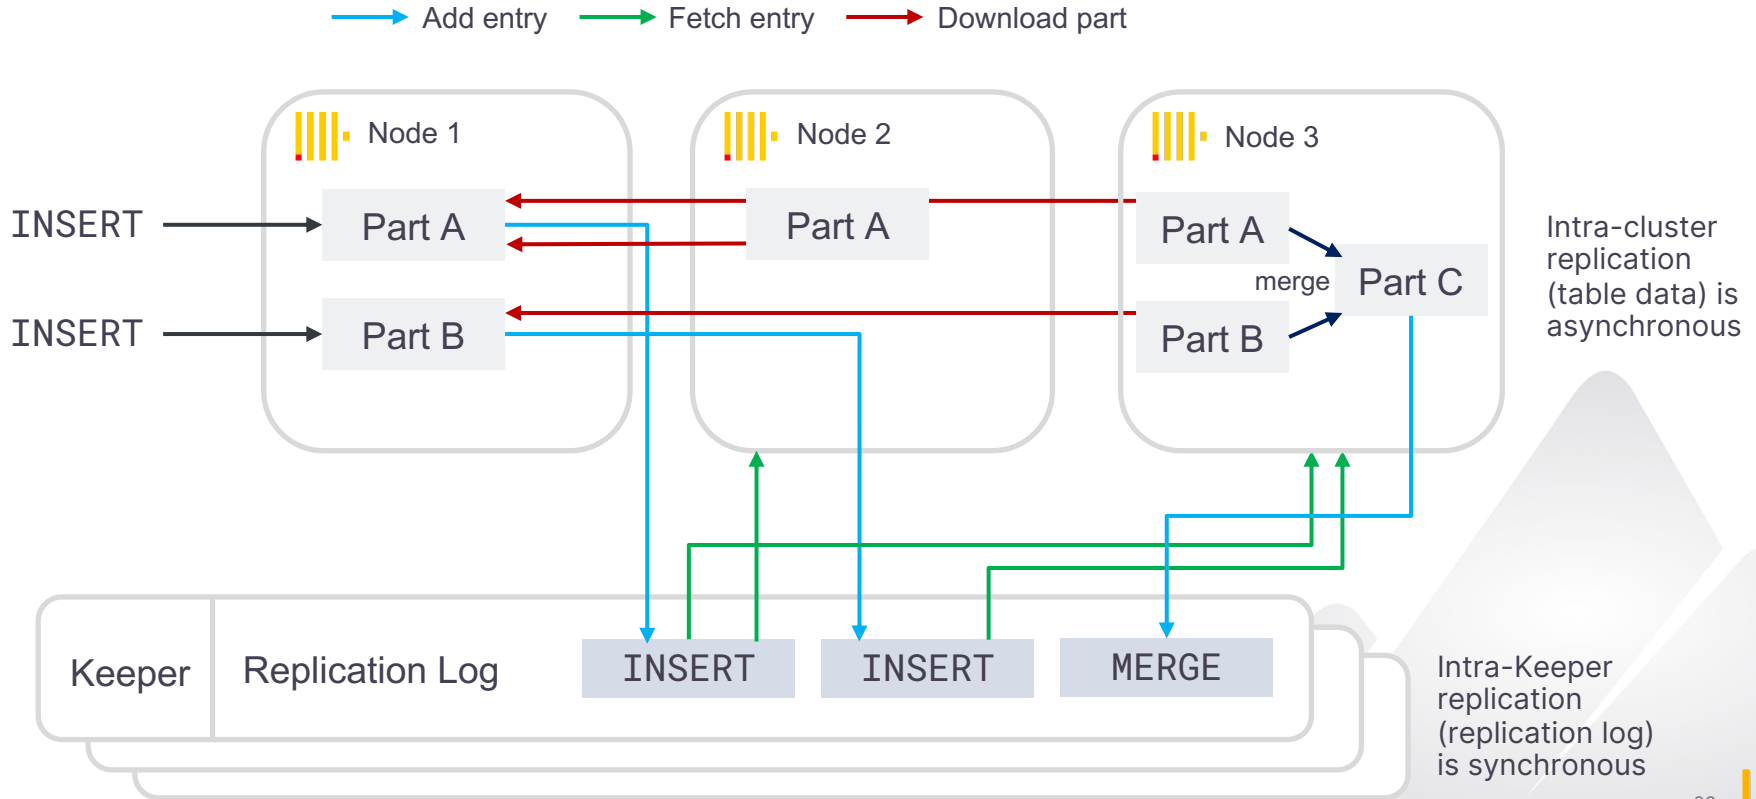 Add entry
Fetch entry
Download part
Node 1
Node 2
Node 3
INSERT
Part A
Part A
Part A
merge
Part C
INSERT
Part B
Part B
Intra-cluster
replication
(table data) is
asynchronous
Keeper
Replication Log
INSERT
INSERT
MERGE
Intra-Keeper
replication
(replication log)
is synchronous